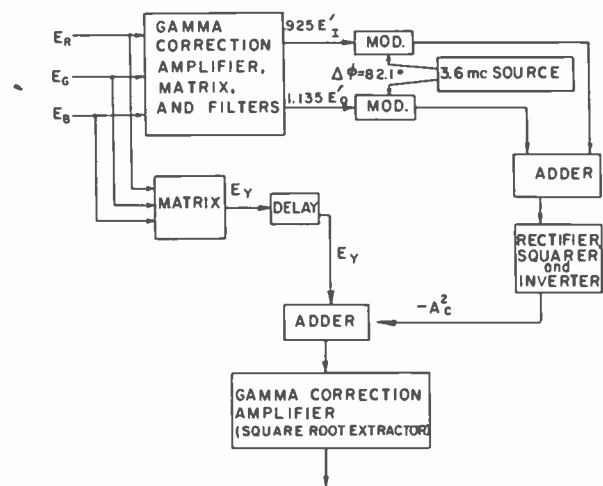 E_R
E_G
E_B
GAMMA
CORRECTION
AMPLIFIER,
MATRIX,
AND FILTERS
.925 E'_I
1.135 E'_Q
MOD.
Δϕ=82.1°
3.6 mc SOURCE
MOD.
ADDER
MATRIX
E_Y
DELAY
E_Y
RECTIFIER,
SQUARER
and
INVERTER
-A_c^2
ADDER
GAMMA CORRECTION
AMPLIFIER
(SQUARE ROOT EXTRACTOR)